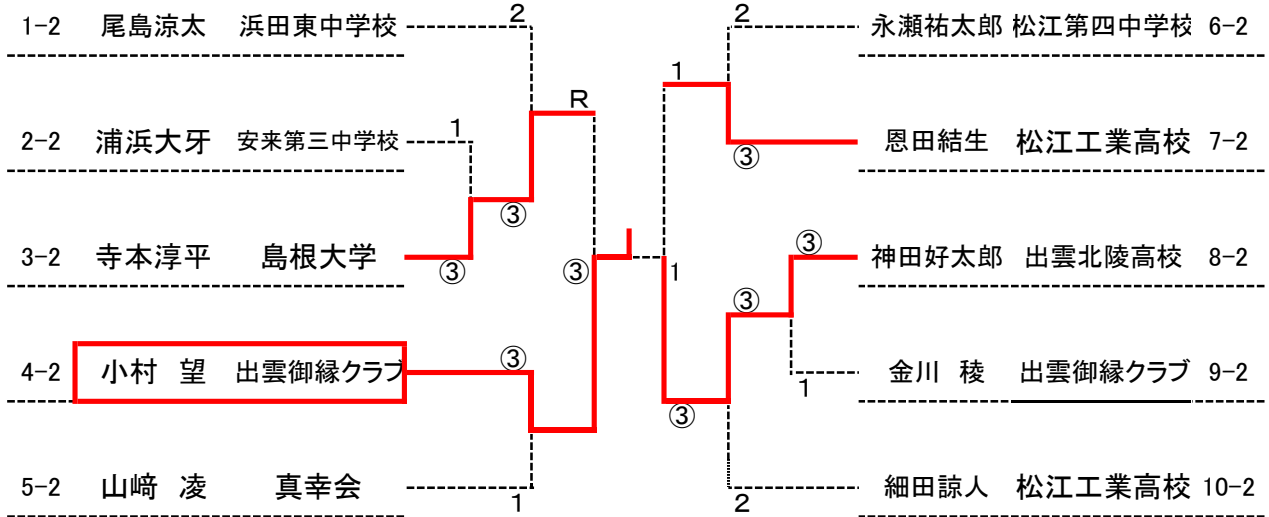 1-2 尾島涼太 浜田東中学校 2
2 永瀬祐太郎 松江第四中学校 6-2
1
R
2-2 浦浜大牙 安来第三中学校 1
③ 恩田結生 松江工業高校 7-2
③
3-2 寺本淳平 島根大学 ③
③
1
③ 神田好太郎 出雲北陵高校 8-2
③
4-2 小村 望 出雲御縁クラブ ③
1 金川 稜 出雲御縁クラブ 9-2
③
5-2 山﨑 凌 真幸会 1
2 細田諒人 松江工業高校 10-2